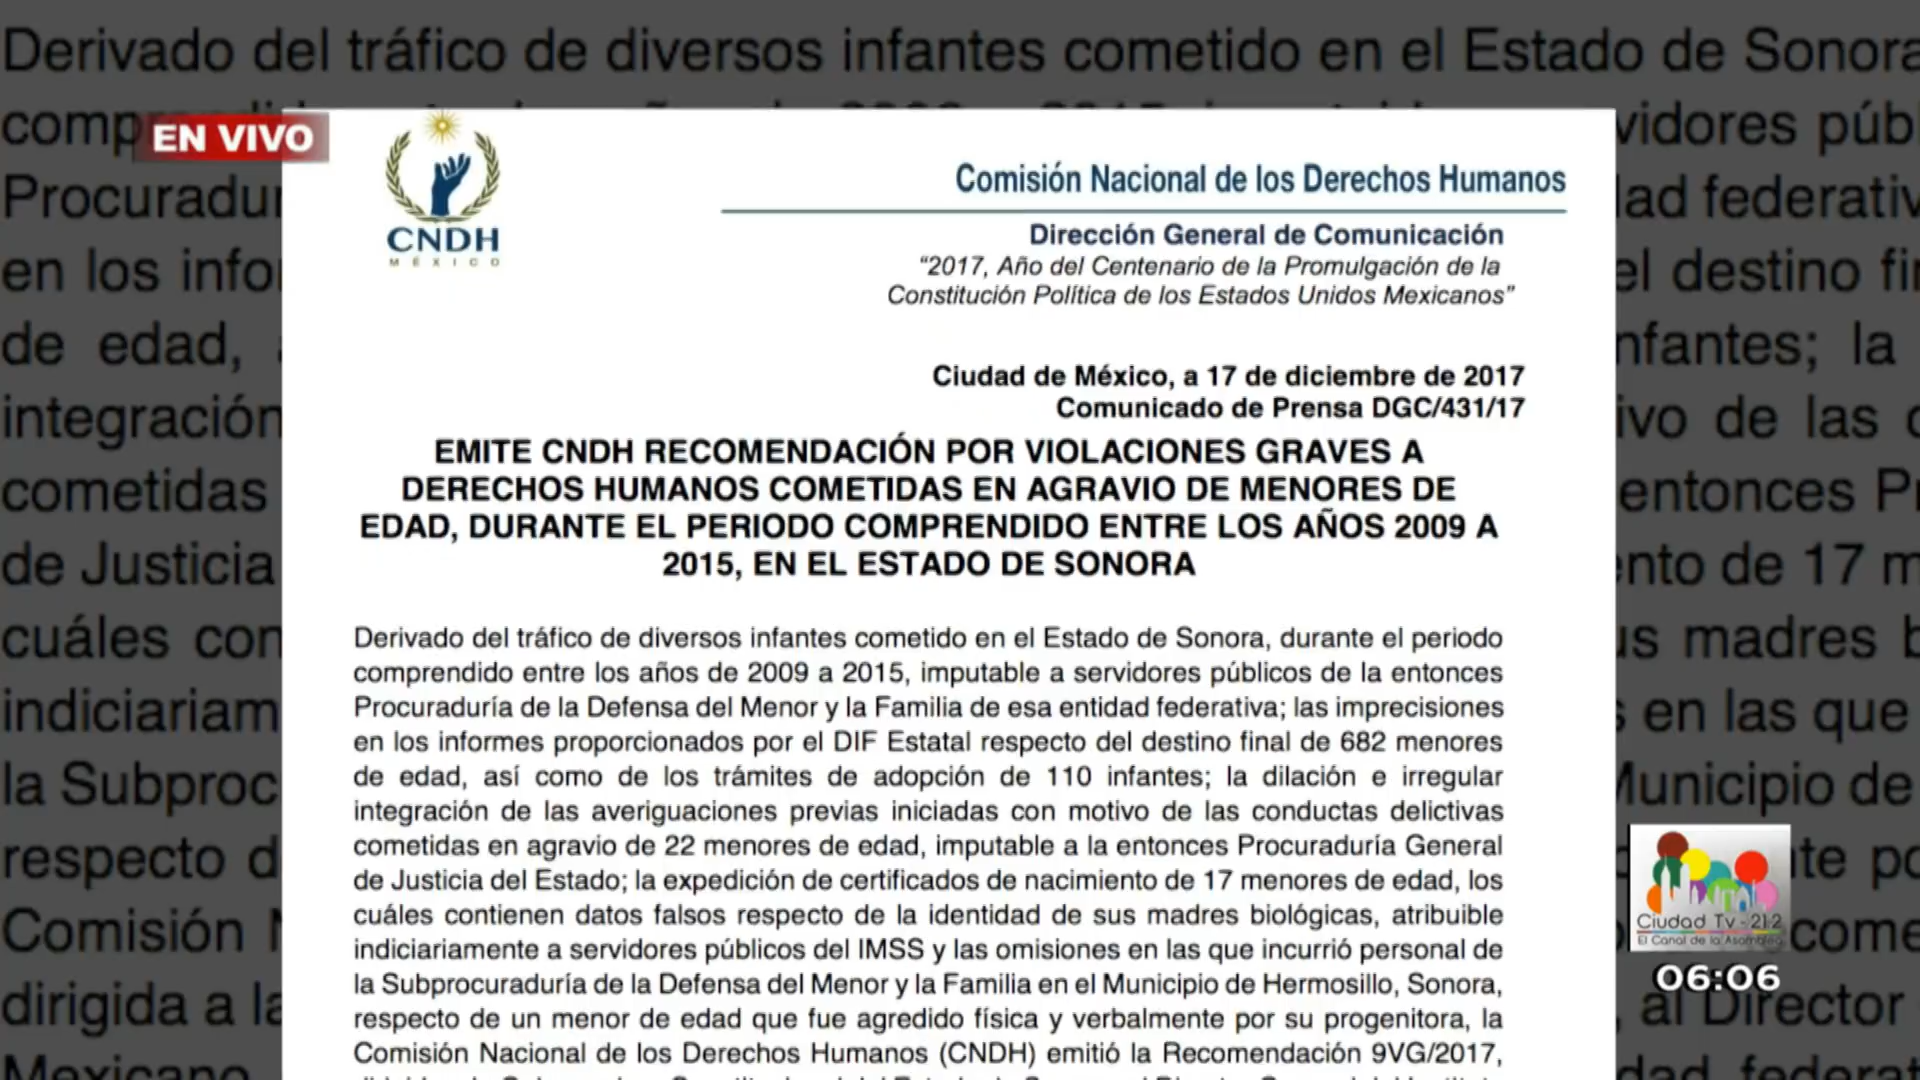 EN VIVO
CNDH
MÉXICO
Comisión Nacional de los Derechos Humanos
Dirección General de Comunicación
“2017, Año del Centenario de la Promulgación de la
Constitución Política de los Estados Unidos Mexicanos”
Ciudad de México, a 17 de diciembre de 2017
Comunicado de Prensa DGC/431/17
EMITE CNDH RECOMENDACIÓN POR VIOLACIONES GRAVES A
DERECHOS HUMANOS COMETIDAS EN AGRAVIO DE MENORES DE
EDAD, DURANTE EL PERIODO COMPRENDIDO ENTRE LOS AÑOS 2009 A
2015, EN EL ESTADO DE SONORA
Derivado del tráfico de diversos infantes cometido en el Estado de Sonora, durante el periodo
comprendido entre los años de 2009 a 2015, imputable a servidores públicos de la entonces
Procuraduría de la Defensa del Menor y la Familia de esa entidad federativa; las imprecisiones
en los informes proporcionados por el DIF Estatal respecto del destino final de 682 menores
de edad, así como de los trámites de adopción de 110 infantes; la dilación e irregular
integración de las averiguaciones previas iniciadas con motivo de las conductas delictivas
cometidas en agravio de 22 menores de edad, imputable a la entonces Procuraduría General
de Justicia del Estado; la expedición de certificados de nacimiento de 17 menores de edad, los
cuáles contienen datos falsos respecto de la identidad de sus madres biológicas, atribuible
indiciariamente a servidores públicos del IMSS y las omisiones en las que incurrió personal de
la Subprocuraduría de la Defensa del Menor y la Familia en el Municipio de Hermosillo, Sonora,
respecto de un menor de edad que fue agredido física y verbalmente por su progenitora, la
Comisión Nacional de los Derechos Humanos (CNDH) emitió la Recomendación 9VG/2017,
Derivado del tráfico de diversos infantes cometido en el Estado de Sonora
Ciudad Tv - 21.2
El Canal de la Asamblea
06:06